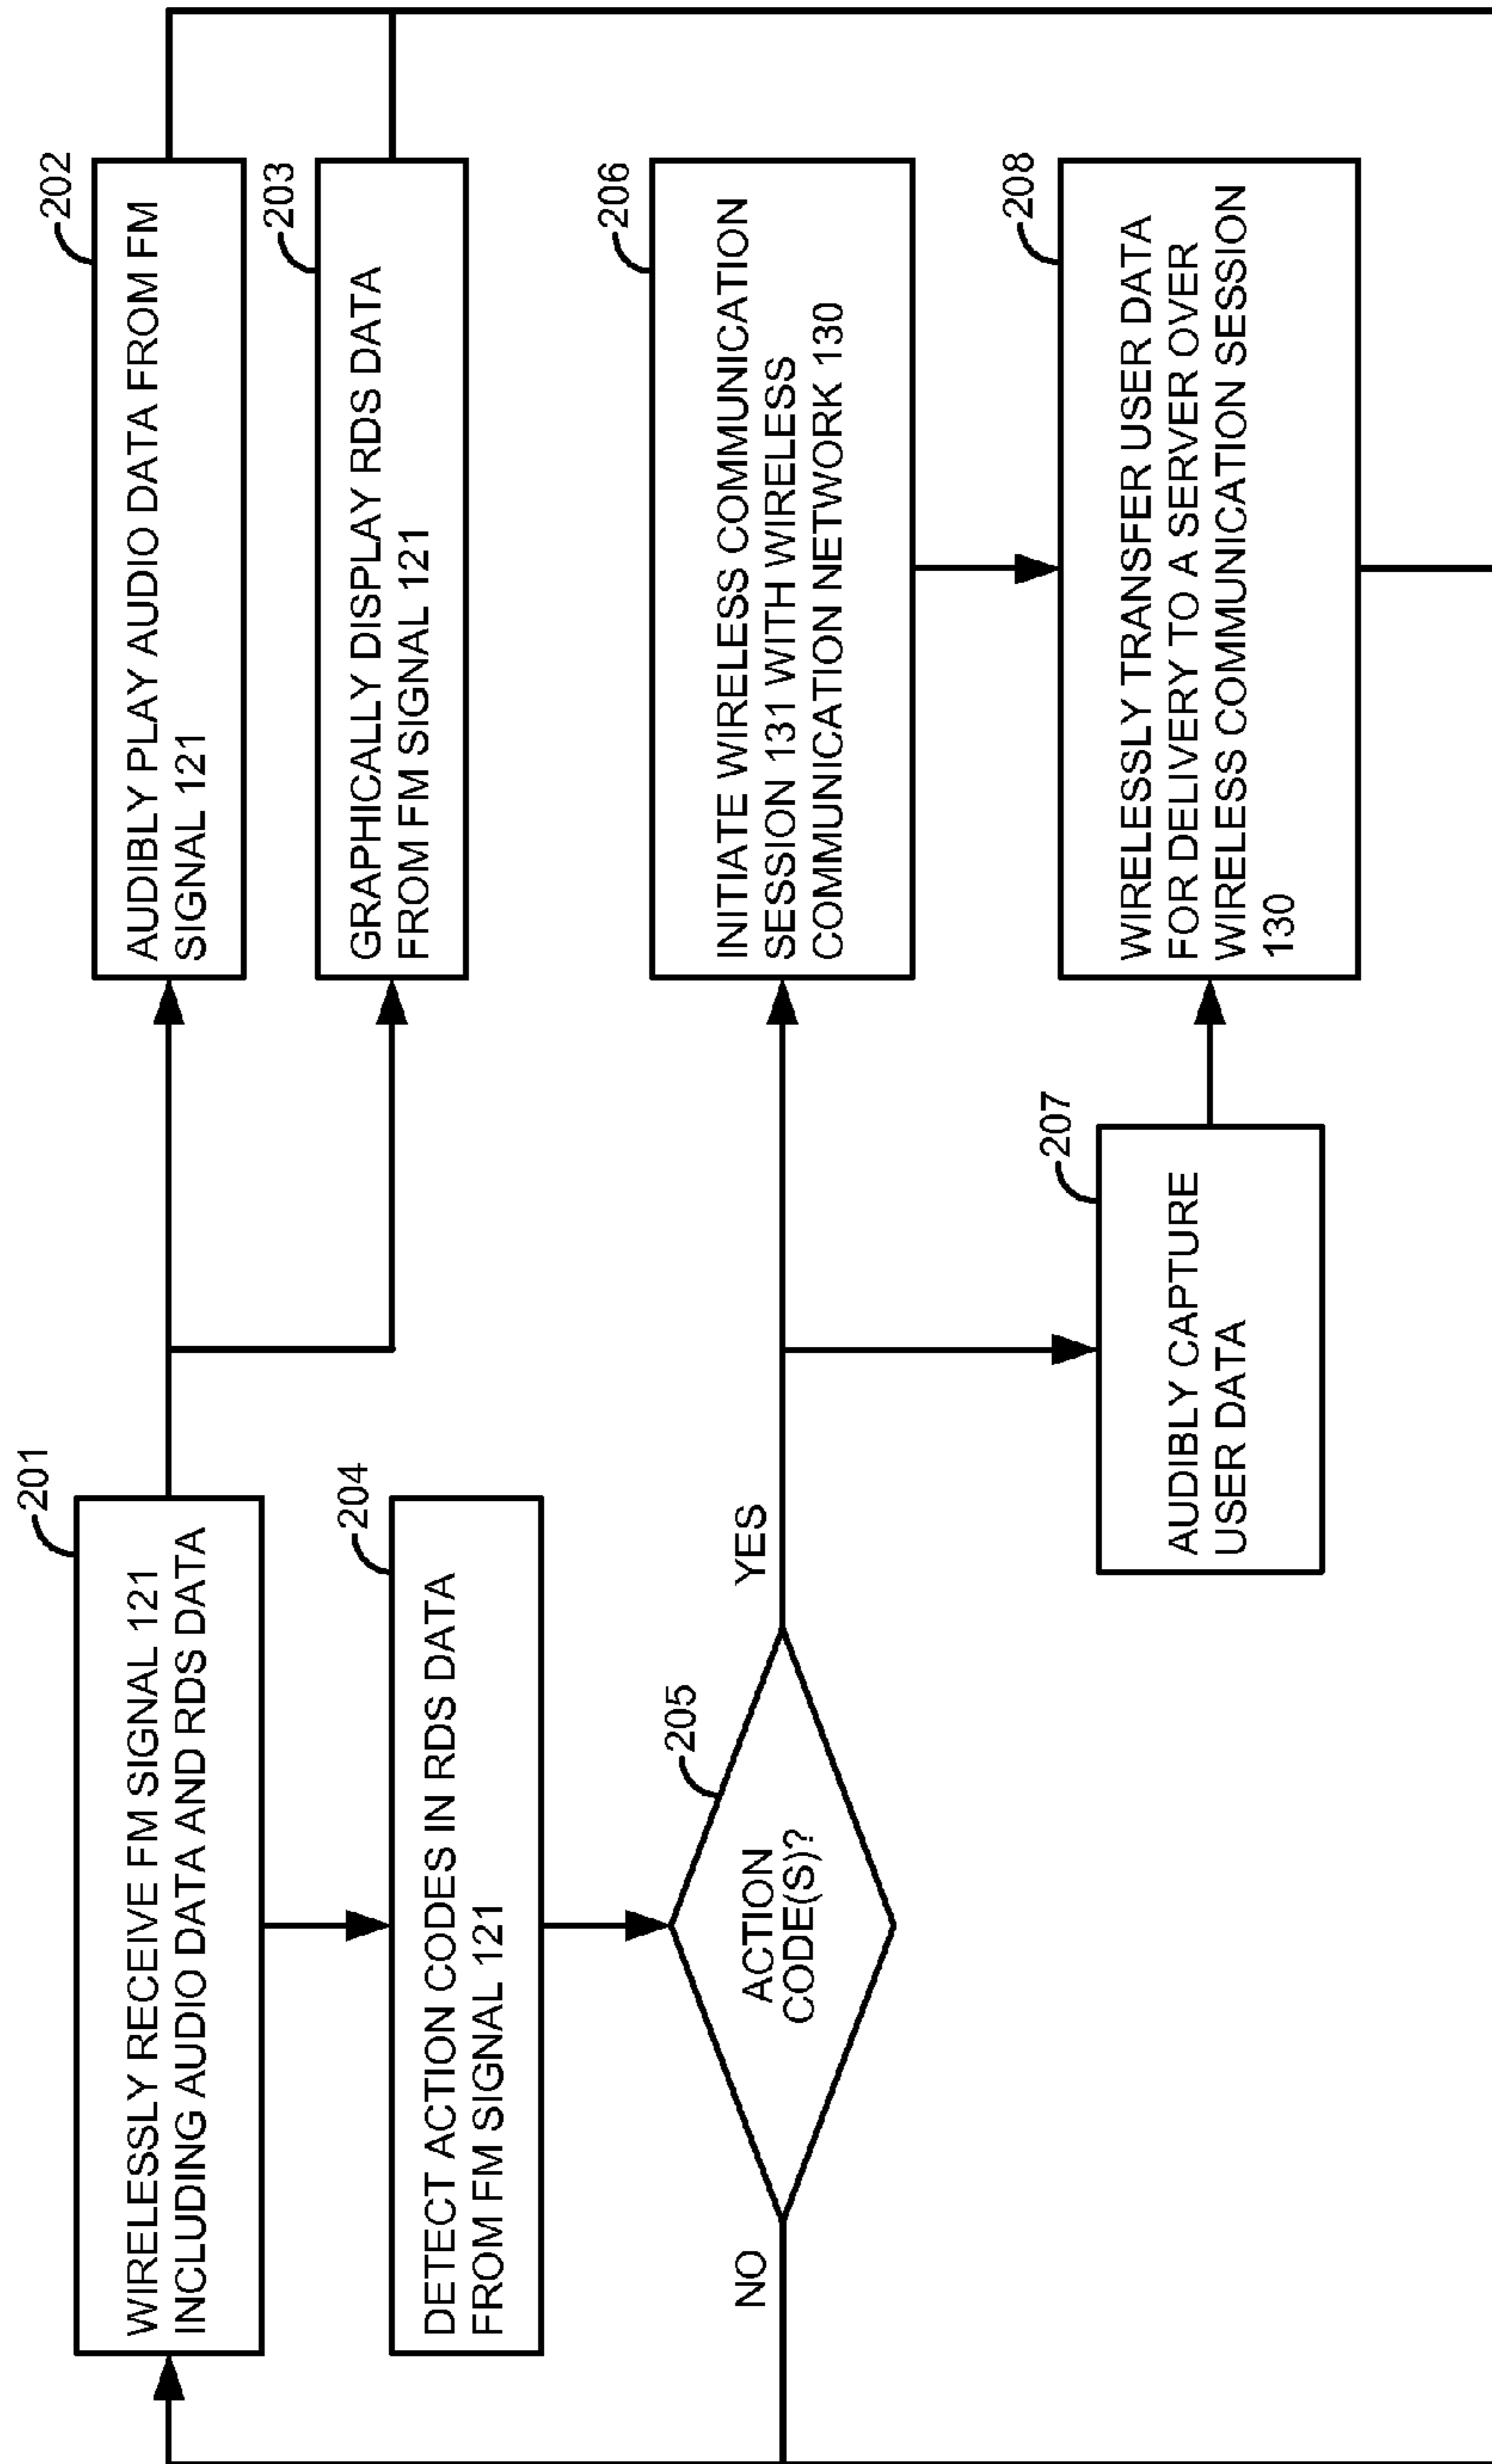 201
WIRELESSLY RECEIVE FM SIGNAL 121
INCLUDING AUDIO DATA AND RDS DATA
202
AUDIBLY PLAY AUDIO DATA FROM FM
SIGNAL 121
203
GRAPHICALLY DISPLAY RDS DATA
FROM FM SIGNAL 121
204
DETECT ACTION CODES IN RDS DATA
FROM FM SIGNAL 121
205
ACTION
CODE(S)?
NO
YES
206
INITIATE WIRELESS COMMUNICATION
SESSION 131 WITH WIRELESS
COMMUNICATION NETWORK 130
207
AUDIBLY CAPTURE
USER DATA
208
WIRELESSLY TRANSFER USER DATA
FOR DELIVERY TO A SERVER OVER
WIRELESS COMMUNICATION SESSION
130